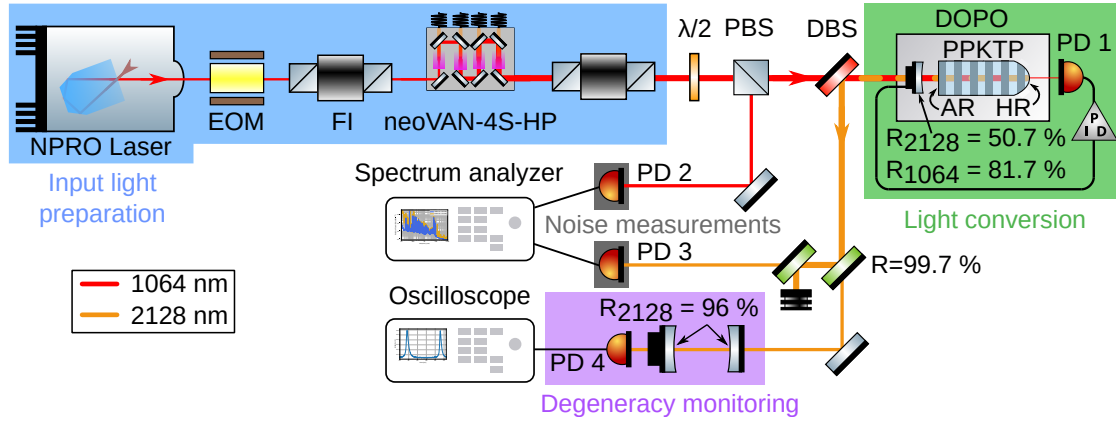 NPRO Laser
EOM
FI
neoVAN-4S-HP
λ/2
PBS
DBS
DOPO
PPKTP
PD 1
AR
HR
P
I D
R2128 = 50.7 %
R1064 = 81.7 %
Input light
preparation
Light conversion
Spectrum analyzer
PD 2
Noise measurements
PD 3
R=99.7 %
1064 nm
2128 nm
Oscilloscope
R2128 = 96 %
PD 4
Degeneracy monitoring